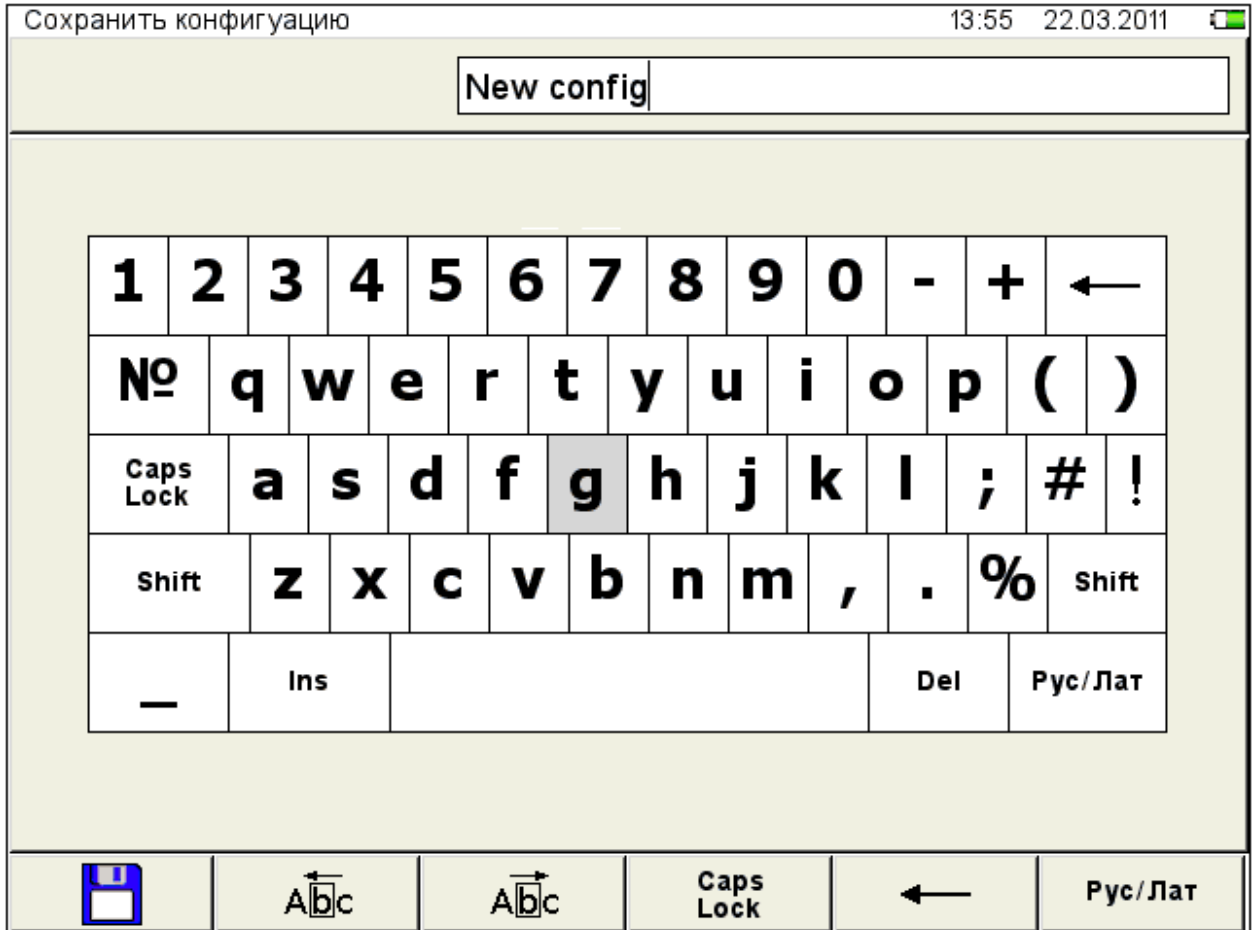 Сохранить конфигуацию 13:55 22.03.2011
New config
1 2 3 4 5 6 7 8 9 0 - + ←
№ q w e r t y u i o p ( )
Caps Lock a s d f g h j k l ; # !
Shift z x c v b n m , . % Shift
_ Ins Del Рус/Лат
Abc Abc Caps Lock ← Рус/Лат